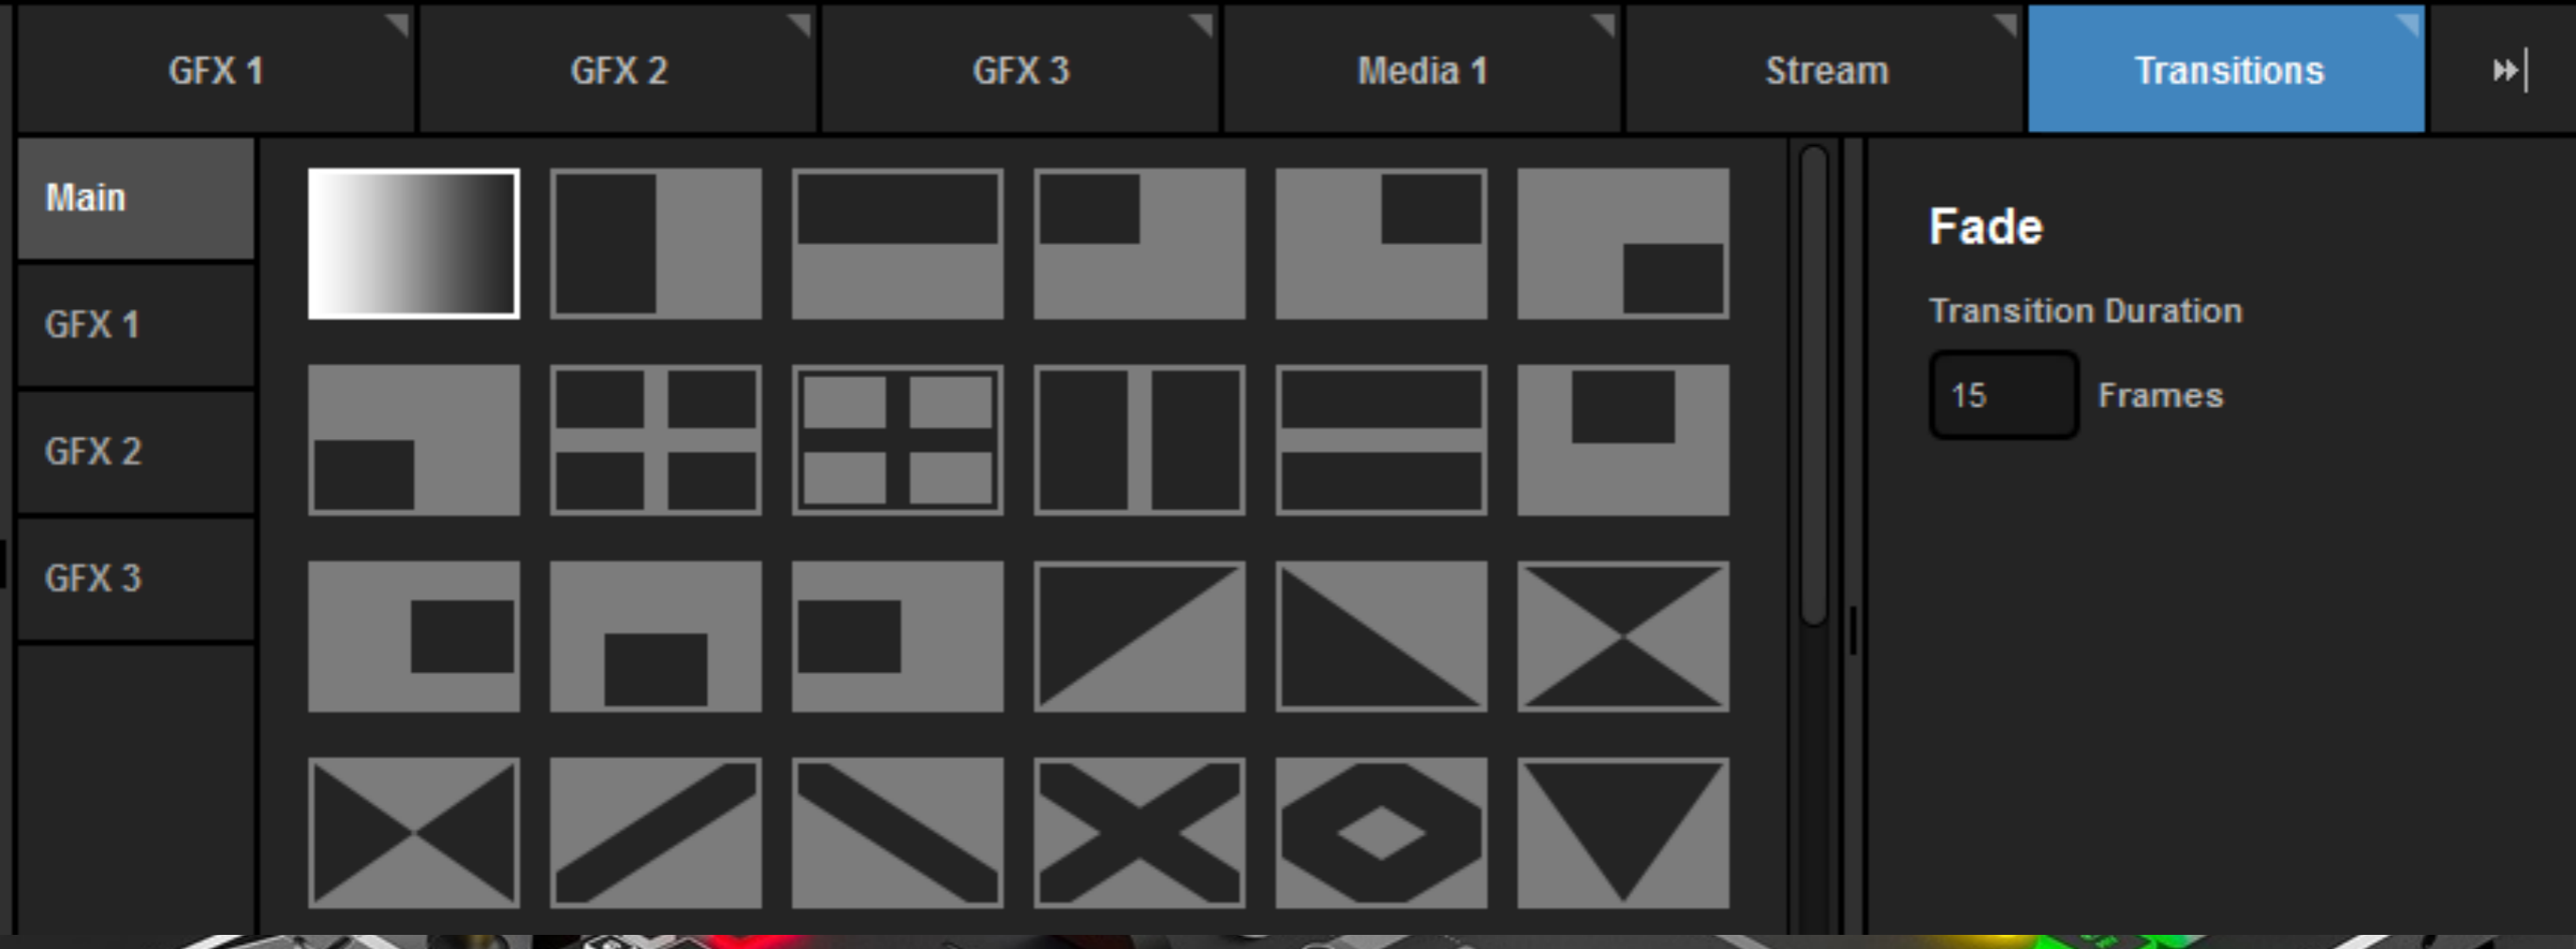 GFX 1
GFX 2
GFX 3
Media 1
Stream
Transitions
Main
GFX 1
GFX 2
GFX 3
Fade
Transition Duration
15 Frames